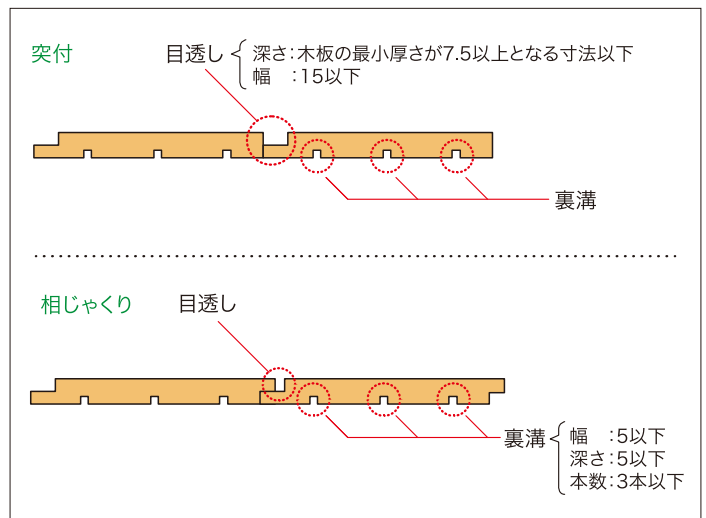 突付
目透し
深さ:木板の最小厚さが7.5以上となる寸法以下
幅 :15以下
裏溝
相じゃくり
目透し
裏溝
幅 :5以下
深さ:5以下
本数:3本以下